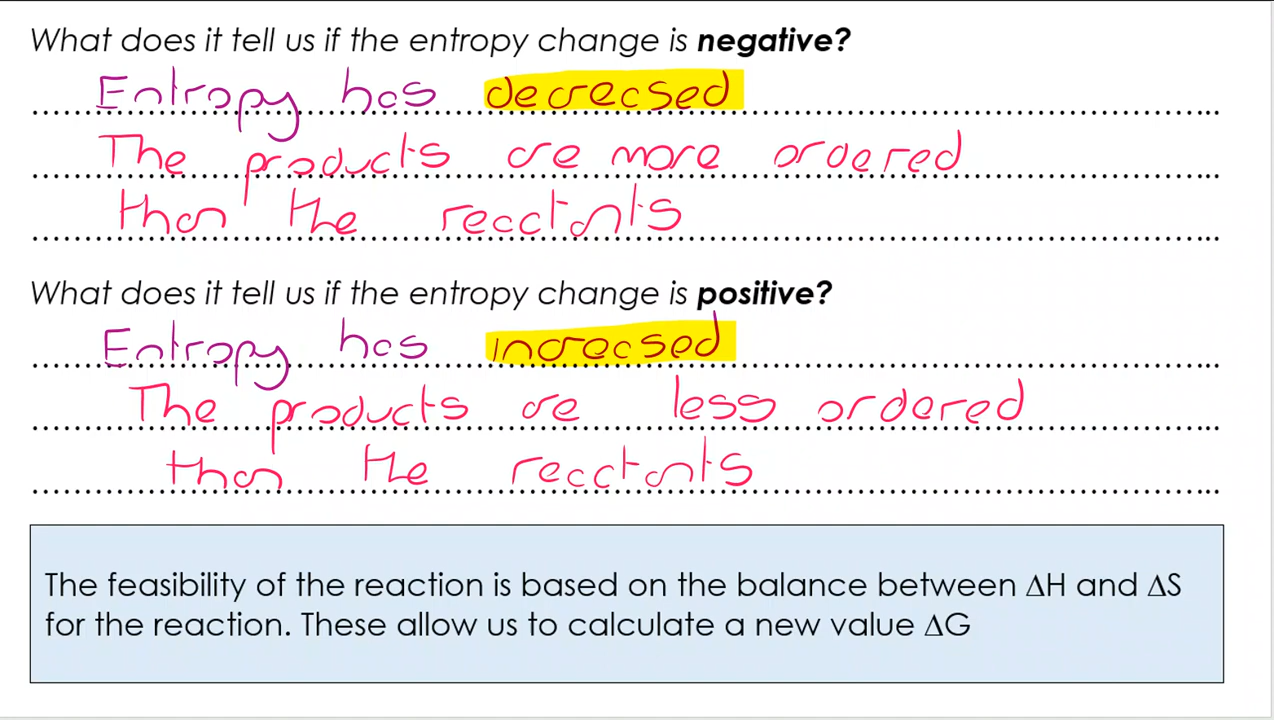 What does it tell us if the entropy change is negative?
Entropy has decreased
The products are more ordered
than the reactants
What does it tell us if the entropy change is positive?
Entropy has increased
The products are less ordered
than the reactants
The feasibility of the reaction is based on the balance between ΔH and ΔS
for the reaction. These allow us to calculate a new value ΔG